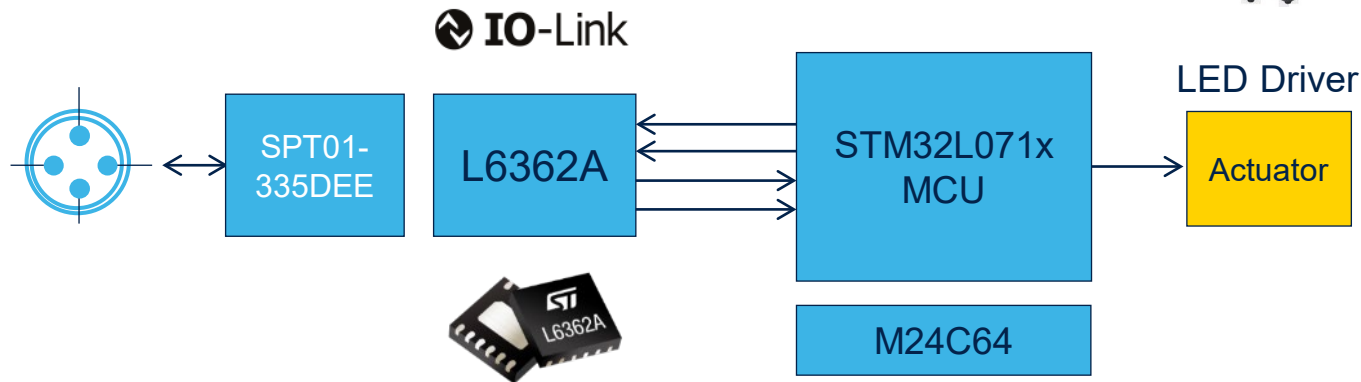 IO-Link
LED Driver
SPT01-
335DEE
L6362A
STM32L071x
MCU
Actuator
ST
L6362A
M24C64